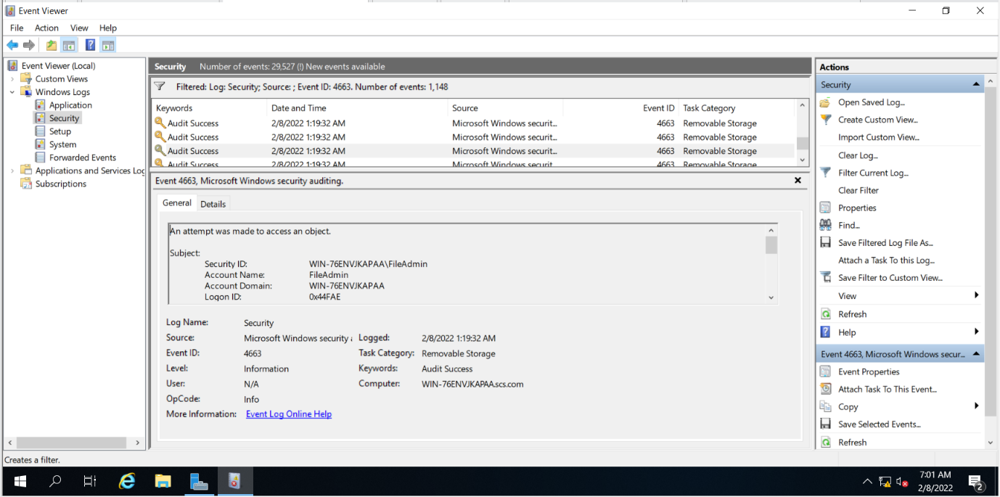 Event Viewer
File Action View Help
Event Viewer (Local)
Custom Views
Windows Logs
Application
Security
Setup
System
Forwarded Events
Applications and Services Log
Subscriptions
Security Number of events: 29,527 (!) New events available
Filtered: Log: Security; Source: ; Event ID: 4663. Number of events: 1,148
Keywords Date and Time Source Event ID Task Category
Audit Success 2/8/2022 1:19:32 AM Microsoft Windows securit... 4663 Removable Storage
Audit Success 2/8/2022 1:19:32 AM Microsoft Windows securit... 4663 Removable Storage
Audit Success 2/8/2022 1:19:32 AM Microsoft Windows securit... 4663 Removable Storage
Audit Success 2/8/2022 1:19:32 AM Microsoft Windows securit... 4663 Removable Storage
Event 4663, Microsoft Windows security auditing.
General Details
An attempt was made to access an object.
Subject:
Security ID: WIN-76ENVJKAPAA\FileAdmin
Account Name: FileAdmin
Account Domain: WIN-76ENVJKAPAA
Logon ID: 0x44FAE
Log Name: Security
Source: Microsoft Windows security Logged: 2/8/2022 1:19:32 AM
Event ID: 4663 Task Category: Removable Storage
Level: Information Keywords: Audit Success
User: N/A Computer: WIN-76ENVJKAPAA.scs.com
OpCode: Info
More Information: Event Log Online Help
Actions
Security
Open Saved Log...
Create Custom View...
Import Custom View...
Clear Log...
Filter Current Log...
Clear Filter
Properties
Find...
Save Filtered Log File As...
Attach a Task To this Log...
Save Filter to Custom View...
View
Refresh
Help
Event 4663, Microsoft Windows secur...
Event Properties
Attach Task To This Event...
Copy
Save Selected Events...
Refresh
Creates a filter.
7:01 AM
2/8/2022
2